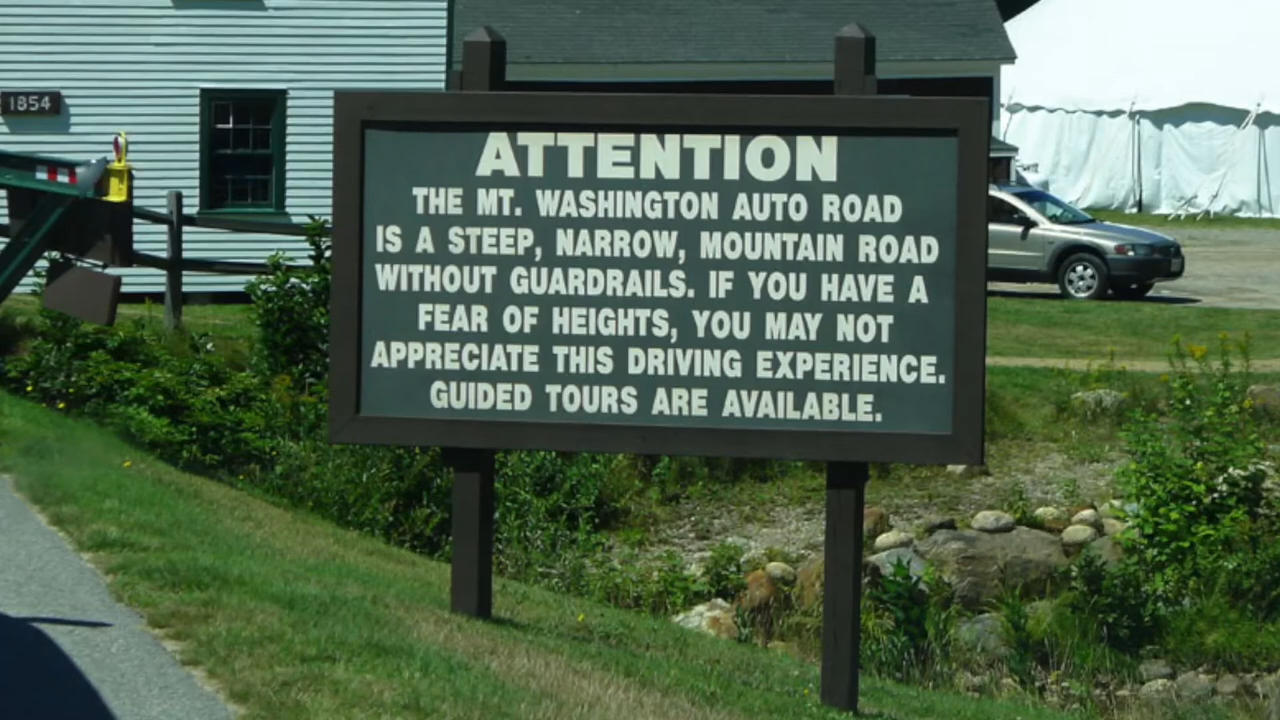 1854
ATTENTION
THE MT. WASHINGTON AUTO ROAD
IS A STEEP, NARROW, MOUNTAIN ROAD
WITHOUT GUARDRAILS. IF YOU HAVE A
FEAR OF HEIGHTS, YOU MAY NOT
APPRECIATE THIS DRIVING EXPERIENCE.
GUIDED TOURS ARE AVAILABLE.